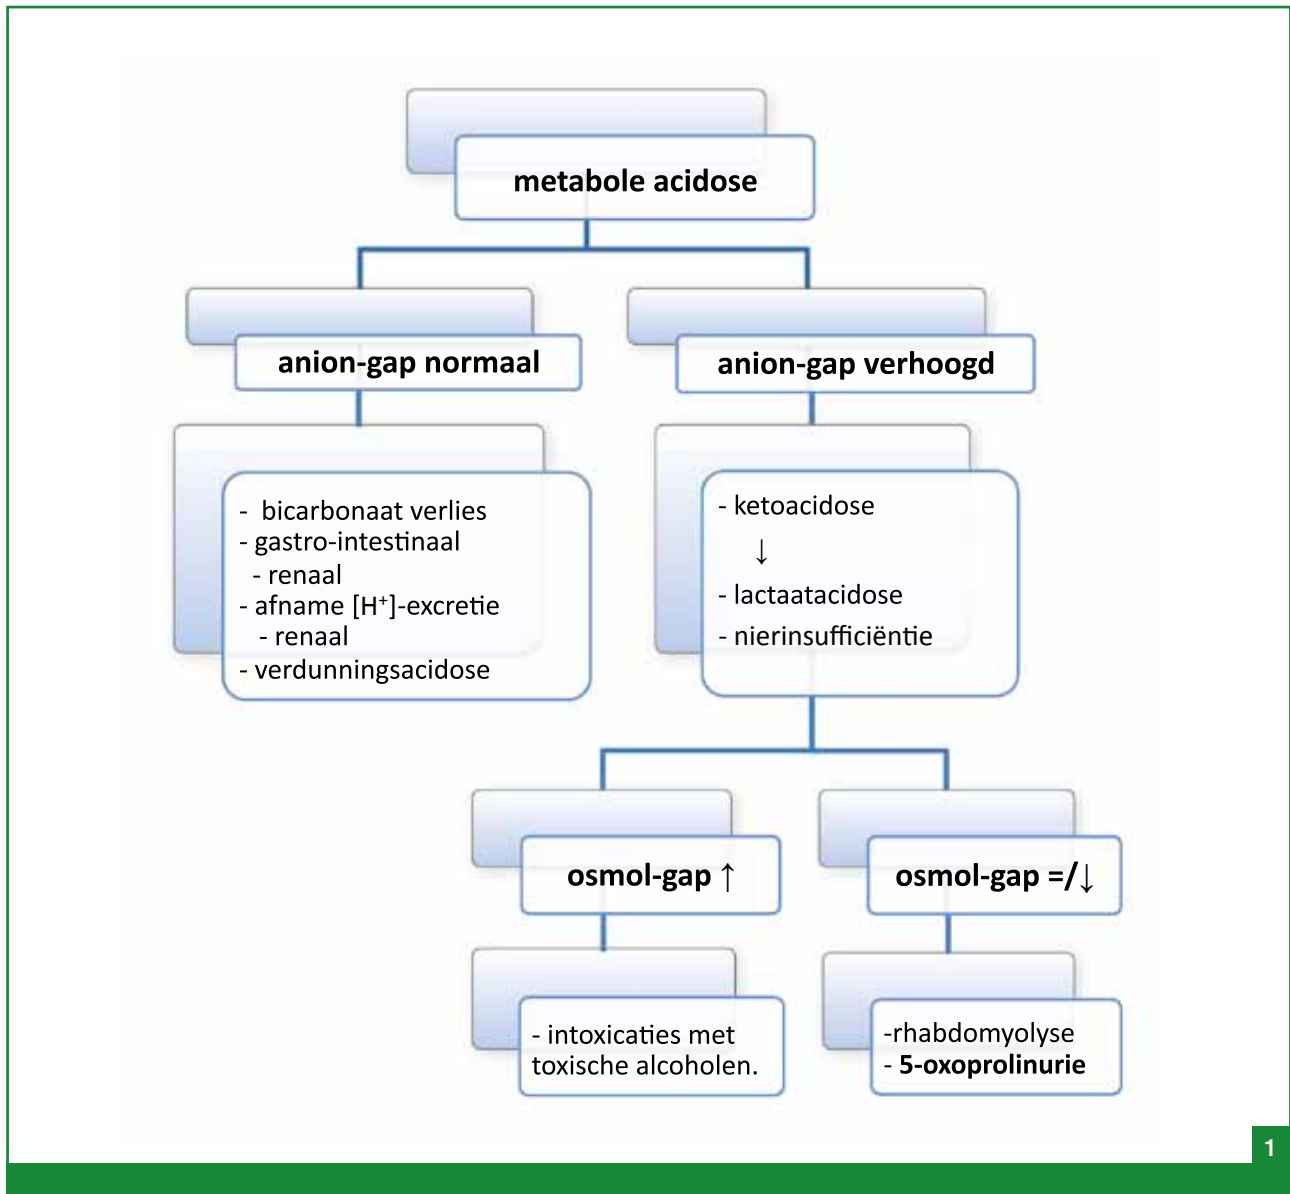 metabole acidose
anion-gap normaal
anion-gap verhoogd
-  bicarbonaat verlies
- gastro-intestinaal
- renaal
- afname [H⁺]-excretie
- renaal
- verdunningsacidose
- ketoacidose
↓
- lactaatacidose
- nierinsufficiëntie
osmol-gap ↑
osmol-gap =/↓
- intoxicaties met
toxische alcoholen.
-rhabdomyolyse
- 5-oxoprolinurie
1